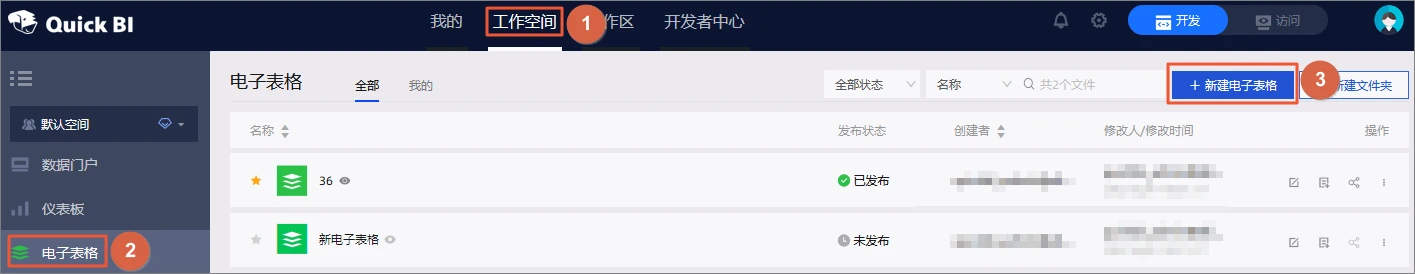 Quick BI 我的 工作空间 1 作区 开发者中心 开发 访问
电子表格 全部 我的 全部状态 名称 共2个文件 + 新建电子表格 3 建文件夹
默认空间
名称 发布状态 创建者 修改人/修改时间 操作
数据门户
36 已发布
仪表板
电子表格 2
新电子表格 未发布